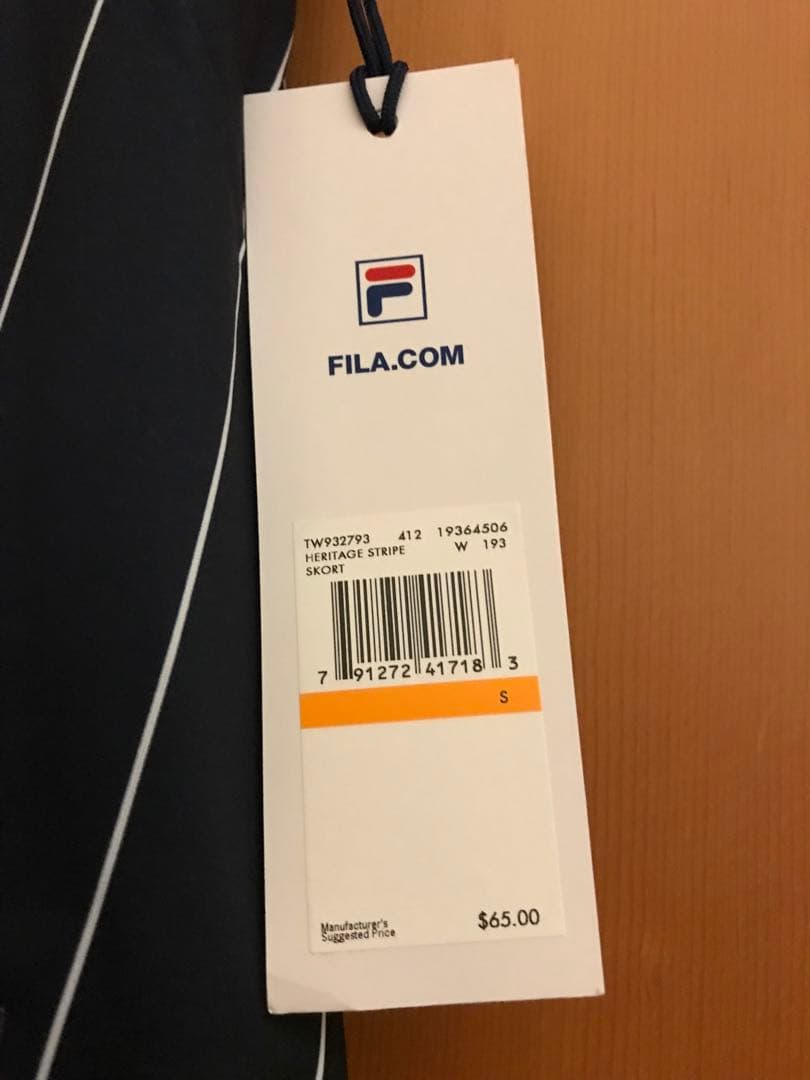 FILA.COM
TW932793 412 19364506
HERITAGE STRIPE W 193
SKORT
7 91272 41718 3
S
Manufacturer's
Suggested Price $65.00